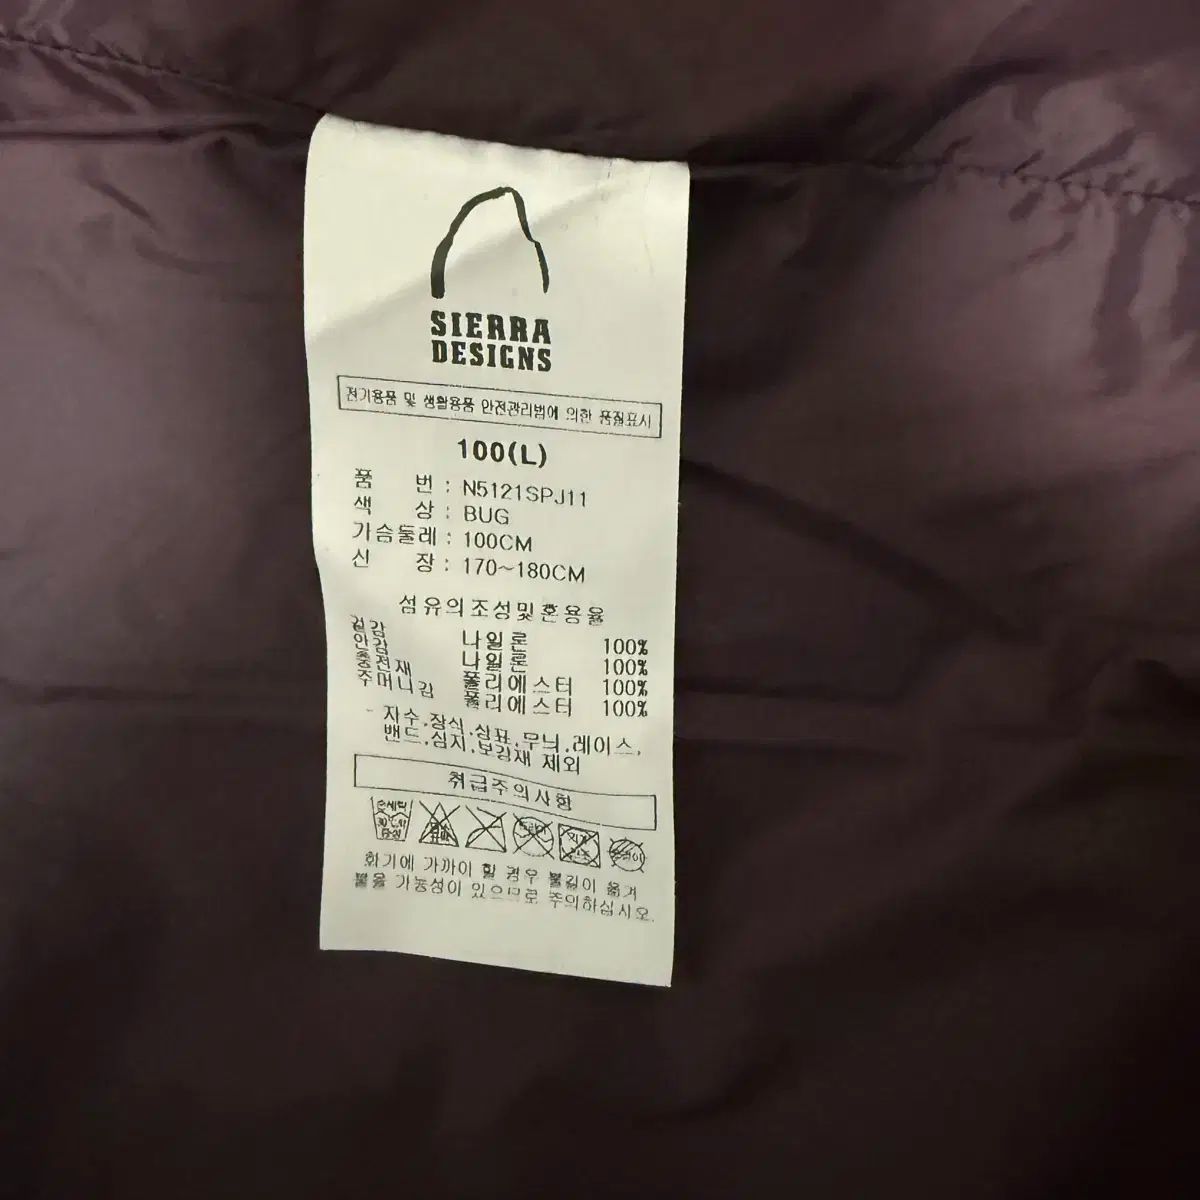 SIERRA
DESIGNS
전기용품 및 생활용품 안전관리법에 의한 품질표시
100(L)
품 번 : N5121SPJ11
색 상 : BUG
가슴둘레 : 100CM
신 장 : 170~180CM
섬유의조성및혼용율
겉감 나일론 100%
안감 나일론 100%
충전재 폴리에스터 100%
주머니감 폴리에스터 100%
- 자수,장식,상표,무늬,레이스,
밴드,심지,보강재 제외
취급주의사항
손세탁
중성
화기에 가까이 할 경우 불길이 옮겨
붙을 가능성이 있으므로 주의하십시오.